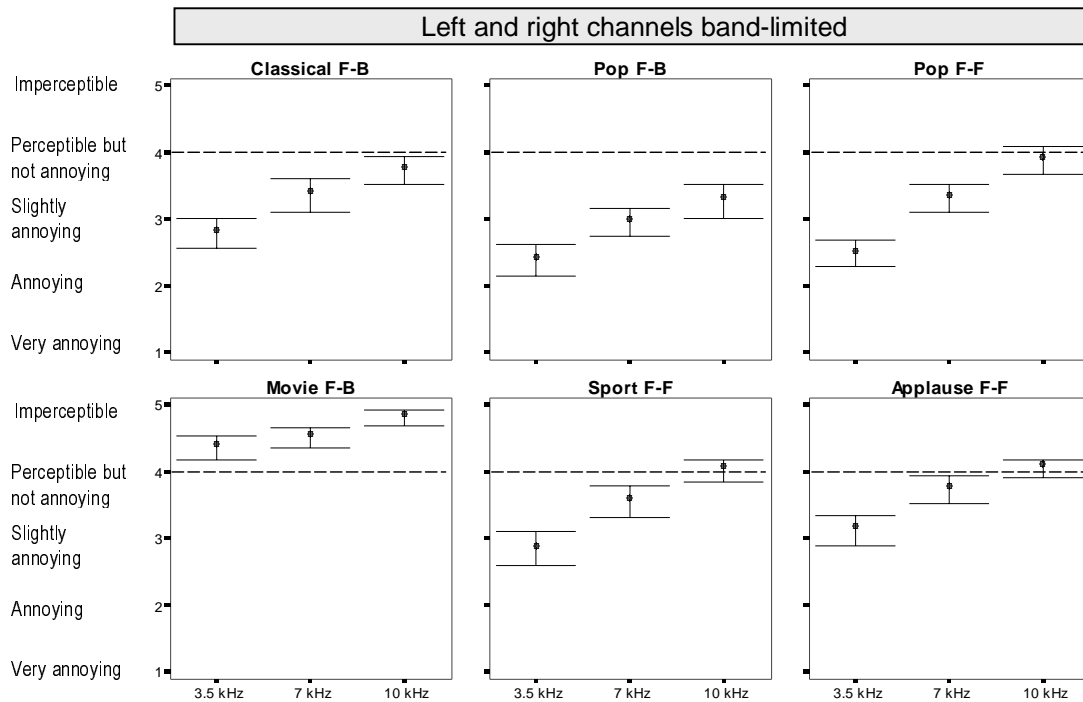 Left and right channels band-limited
Classical F-B
Pop F-B
Pop F-F
Imperceptible
5
Perceptible but
not annoying
4
Slightly
annoying
3
Annoying
2
Very annoying
1
Movie F-B
Sport F-F
Applause F-F
Imperceptible
5
Perceptible but
not annoying
4
Slightly
annoying
3
Annoying
2
Very annoying
1
3.5 kHz
7 kHz
10 kHz
3.5 kHz
7 kHz
10 kHz
3.5 kHz
7 kHz
10 kHz